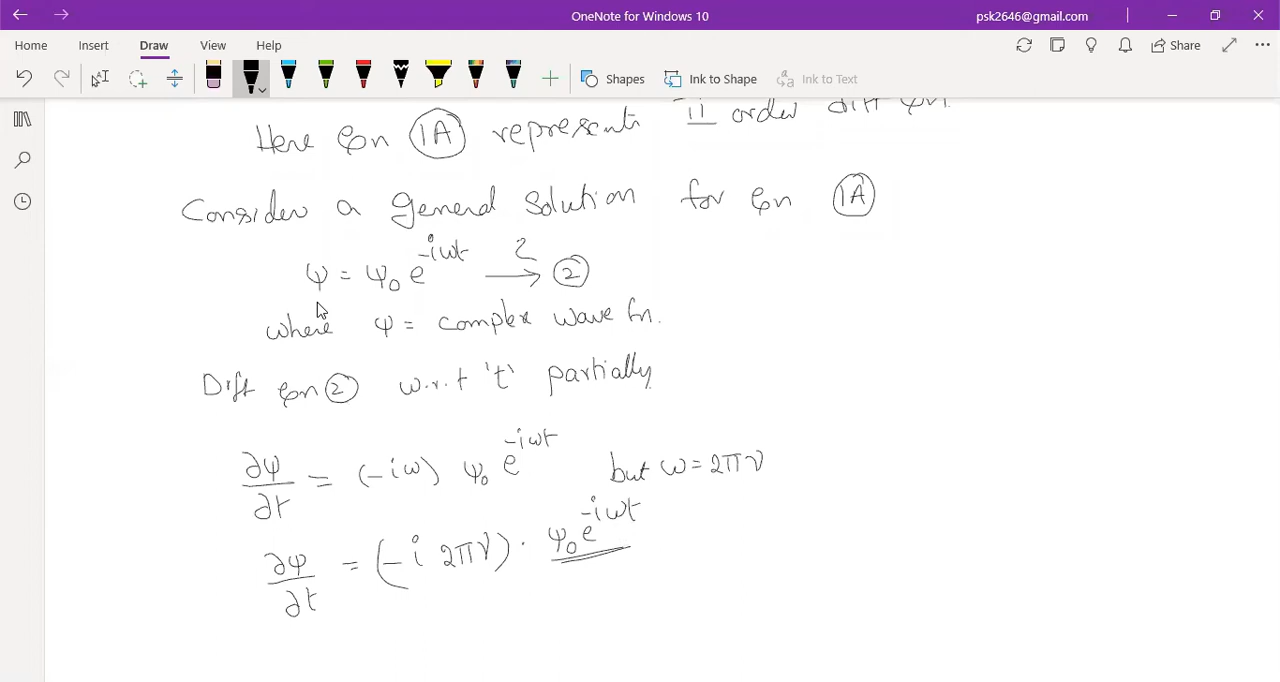 OneNote for Windows 10
psk2646@gmail.com
Home Insert Draw View Help
Share
Shapes Ink to Shape Ink to Text
Here Eqn 1A represents II order diff Eqn.
Consider a general solution for Eqn 1A
ψ = ψ₀ e^{-iωt} → ②
where ψ = complex wave fn.
Diff Eqn ② w.r.t 't' partially
∂ψ/∂t = (-iω) ψ₀ e^{-iωt} but ω = 2πν
∂ψ/∂t = (-i 2πν) · ψ₀ e^{-iωt}